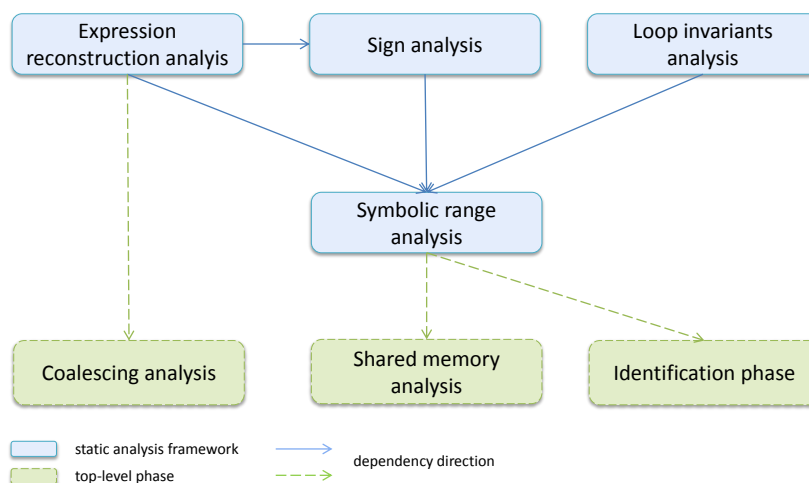 Expression
reconstruction analyis
Sign analysis
Loop invariants
analysis
Symbolic range
analysis
Coalescing analysis
Shared memory
analysis
Identification phase
static analysis framework
dependency direction
top-level phase